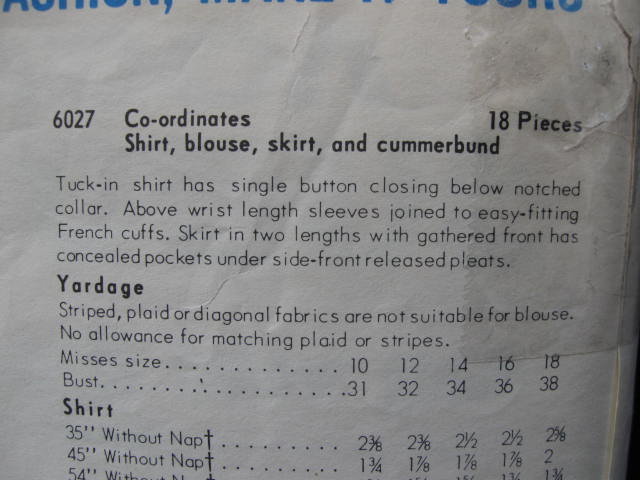 FASHION, MAKE IT YOURS
6027 Co-ordinates 18 Pieces
Shirt, blouse, skirt, and cummerbund
Tuck-in shirt has single button closing below notched
collar. Above wrist length sleeves joined to easy-fitting
French cuffs. Skirt in two lengths with gathered front has
concealed pockets under side-front released pleats.
Yardage
Striped, plaid or diagonal fabrics are not suitable for blouse.
No allowance for matching plaid or stripes.
Misses size. . . . . . . . . . . . . . . 10 12 14 16 18
Bust. . . . . . . . . . . . . . . . . . . . .31 32 34 36 38
Shirt
35'' Without Nap† . . . . . . . . . . 2⅜ 2⅜ 2½ 2½ 2⅝
45'' Without Nap† . . . . . . . . . . 1¾ 1⅞ 1⅞ 1⅞ 2
54''